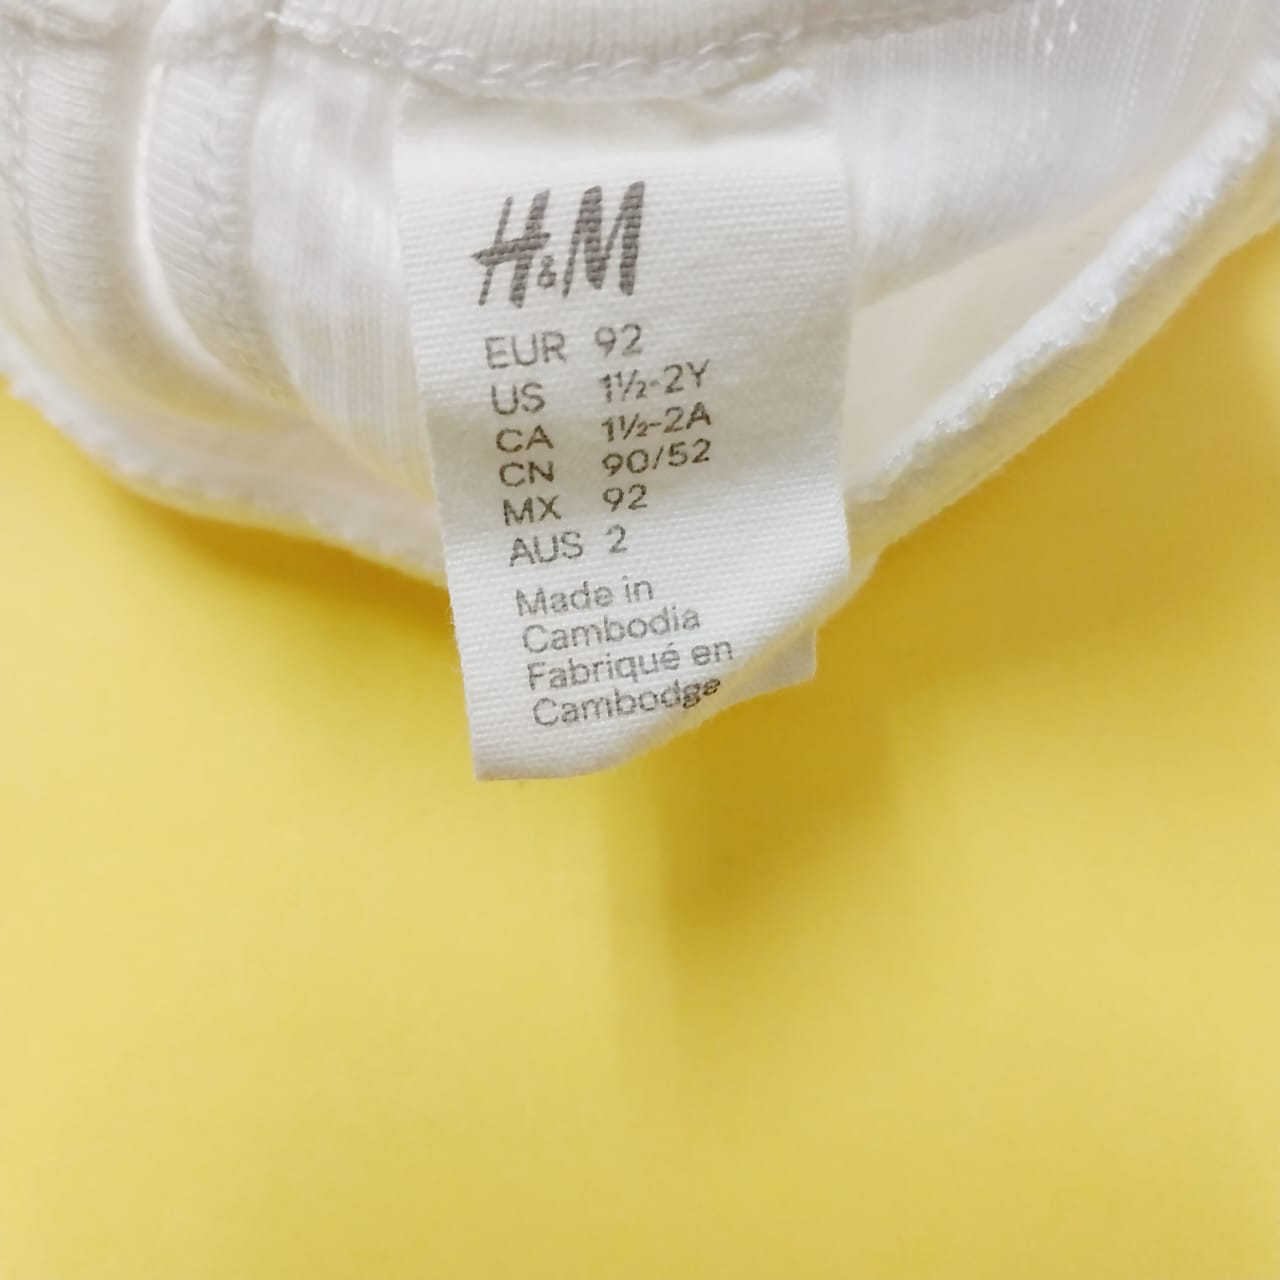 H&M
EUR 92
US 1½-2Y
CA 1½-2A
CN 90/52
MX 92
AUS 2
Made in
Cambodia
Fabriqué en
Cambodge